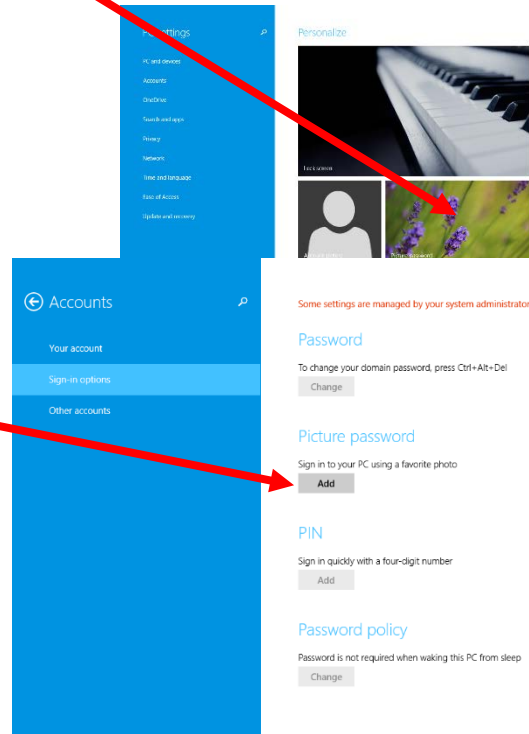 PC settings
Personalize
PC and devices
Accounts
OneDrive
Search and apps
Privacy
Network
Time and language
Ease of Access
Update and recovery
Lock screen
Account picture
Picture password
Accounts
Your account
Sign-in options
Other accounts
Some settings are managed by your system administrator
Password
To change your domain password, press Ctrl+Alt+Del
Change
Picture password
Sign in to your PC using a favorite photo
Add
PIN
Sign in quickly with a four-digit number
Add
Password policy
Password is not required when waking this PC from sleep
Change